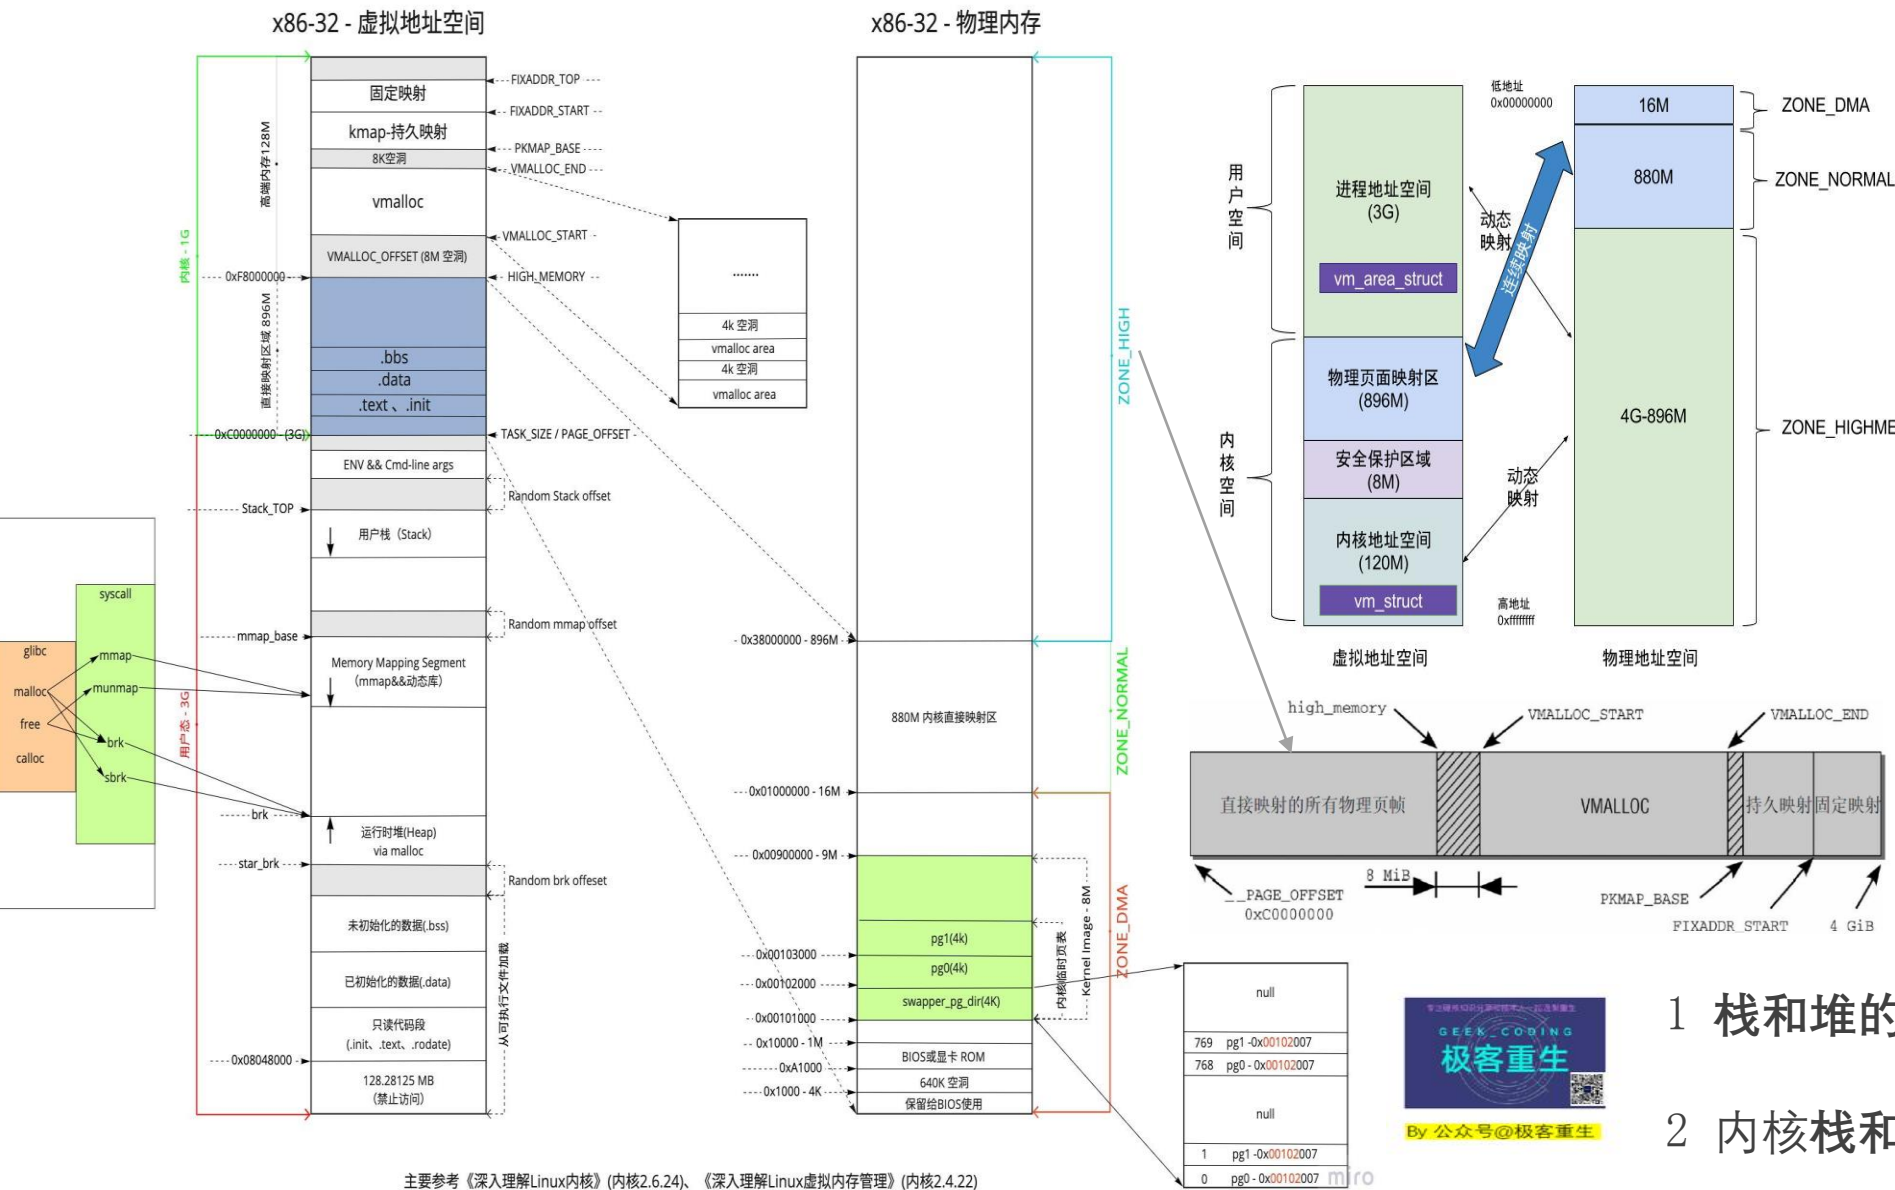 x86-32 - 虚拟地址空间
x86-32 - 物理内存
固定映射
kmap-持久映射
8K空洞
vmalloc
VMALLOC_OFFSET (8M 空洞)
.bbs
.data
.text 、.init
ENV && Cmd-line args
用户栈（Stack）
Memory Mapping Segment
（mmap&&动态库）
运行时堆(Heap)
via malloc
未初始化的数据(.bss)
已初始化的数据(.data)
只读代码段
(.init、.text、.rodate)
128.28125 MB
（禁止访问）
FIXADDR_TOP
FIXADDR_START
PKMAP_BASE
VMALLOC_END
VMALLOC_START
HIGH_MEMORY
TASK_SIZE / PAGE_OFFSET
Random Stack offset
Random mmap offset
Random brk offeset
从可执行文件加载
高端内存128M
内核 - 1G
0xF8000000
直接映射区域 896M
0xC0000000 - (3G)
Stack_TOP
mmap_base
用户态 - 3G
brk
star_brk
0x08048000
glibc
malloc
free
calloc
syscall
mmap
munmap
brk
sbrk
.......
4k 空洞
vmalloc area
4k 空洞
vmalloc area
0x38000000 - 896M
880M 内核直接映射区
0x01000000 - 16M
0x00900000 - 9M
pg1(4k)
0x00103000
pg0(4k)
0x00102000
swapper_pg_dir(4K)
0x00101000
0x10000 - 1M
BIOS或显卡 ROM
0xA1000
640K 空洞
0x1000 - 4K
保留给BIOS使用
内核临时页表
Kernel Image - 8M
ZONE_HIGH
ZONE_NORMAL
ZONE_DMA
null
769 pg1 -0x00102007
768 pg0 - 0x00102007
null
1 pg1 -0x00102007
0 pg0 - 0x00102007
miro
用户空间
内核空间
进程地址空间
(3G)
vm_area_struct
物理页面映射区
(896M)
安全保护区域
(8M)
内核地址空间
(120M)
vm_struct
虚拟地址空间
低地址
0x00000000
动态
映射
连续映射
动态
映射
高地址
0xffffffff
16M
880M
4G-896M
物理地址空间
ZONE_DMA
ZONE_NORMAL
ZONE_HIGHME
high_memory
VMALLOC_START
VMALLOC_END
直接映射的所有物理页帧
VMALLOC
持久映射
固定映射
8 MiB
__PAGE_OFFSET
0xC0000000
PKMAP_BASE
FIXADDR_START
4 GiB
GEEK CODING
极客重生
By 公众号@极客重生
1 栈和堆的
2 内核栈和
主要参考《深入理解Linux内核》(内核2.6.24)、《深入理解Linux虚拟内存管理》(内核2.4.22)